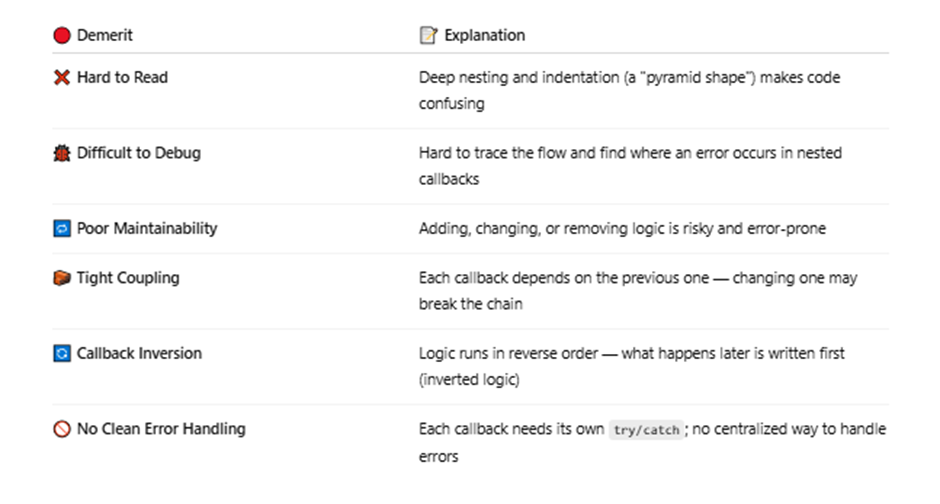 🔴 Demerit
📝 Explanation
❌ Hard to Read
Deep nesting and indentation (a "pyramid shape") makes code
confusing
🐞 Difficult to Debug
Hard to trace the flow and find where an error occurs in nested
callbacks
🔁 Poor Maintainability
Adding, changing, or removing logic is risky and error-prone
🧱 Tight Coupling
Each callback depends on the previous one — changing one may
break the chain
🔄 Callback Inversion
Logic runs in reverse order — what happens later is written first
(inverted logic)
🚫 No Clean Error Handling
Each callback needs its own try/catch; no centralized way to handle
errors